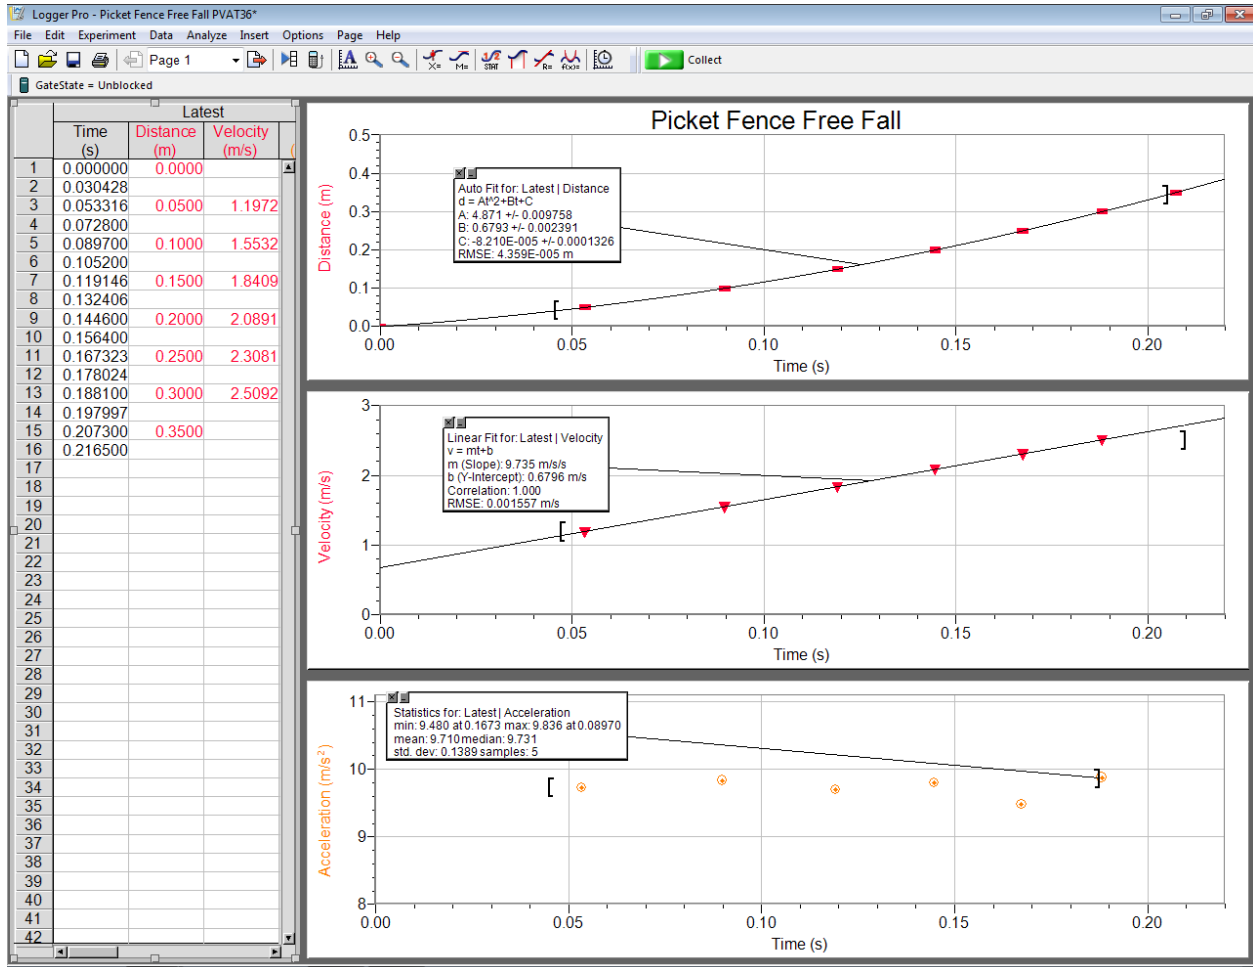 Logger Pro - Picket Fence Free Fall PVAT36*
File Edit Experiment Data Analyze Insert Options Page Help
Page 1
Collect
GateState = Unblocked
Latest
Time Distance Velocity
(s) (m) (m/s) (
1 0.000000 0.0000
2 0.030428
3 0.053316 0.0500 1.1972
4 0.072800
5 0.089700 0.1000 1.5532
6 0.105200
7 0.119146 0.1500 1.8409
8 0.132406
9 0.144600 0.2000 2.0891
10 0.156400
11 0.167323 0.2500 2.3081
12 0.178024
13 0.188100 0.3000 2.5092
14 0.197997
15 0.207300 0.3500
16 0.216500
17
18
19
20
21
22
23
24
25
26
27
28
29
30
31
32
33
34
35
36
37
38
39
40
41
42
Picket Fence Free Fall
Distance (m)
0.5
0.4
0.3
0.2
0.1
0.0
Auto Fit for: Latest | Distance
d = At^2+Bt+C
A: 4.871 +/- 0.009758
B: 0.6793 +/- 0.002391
C: -8.210E-005 +/- 0.0001326
RMSE: 4.359E-005 m
0.00 0.05 0.10 0.15 0.20
Time (s)
Velocity (m/s)
3
2
1
0
Linear Fit for: Latest | Velocity
v = mt+b
m (Slope): 9.735 m/s/s
b (Y-Intercept): 0.6796 m/s
Correlation: 1.000
RMSE: 0.001557 m/s
0.00 0.05 0.10 0.15 0.20
Time (s)
Acceleration (m/s²)
11
10
9
8
Statistics for: Latest | Acceleration
min: 9.480 at 0.1673 max: 9.836 at 0.08970
mean: 9.710 median: 9.731
std. dev: 0.1389 samples: 5
0.00 0.05 0.10 0.15 0.20
Time (s)